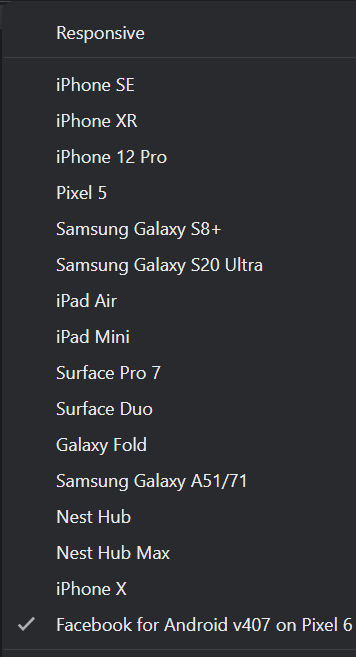 Responsive
iPhone SE
iPhone XR
iPhone 12 Pro
Pixel 5
Samsung Galaxy S8+
Samsung Galaxy S20 Ultra
iPad Air
iPad Mini
Surface Pro 7
Surface Duo
Galaxy Fold
Samsung Galaxy A51/71
Nest Hub
Nest Hub Max
iPhone X
Facebook for Android v407 on Pixel 6